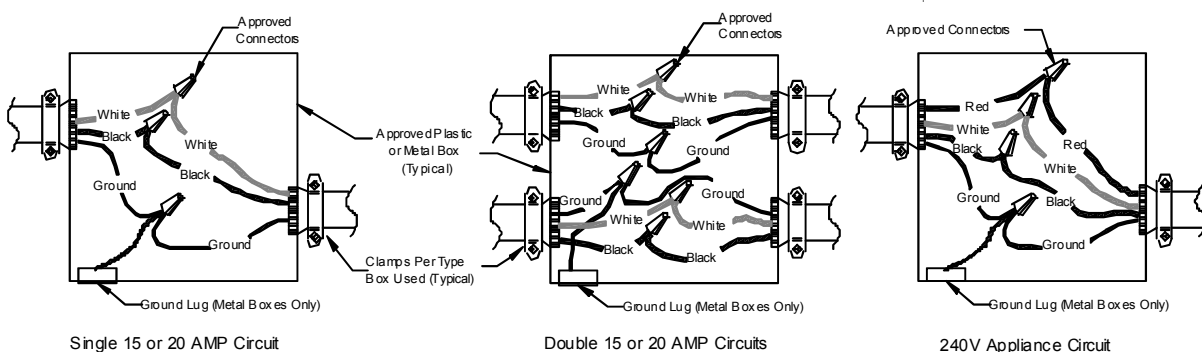 Approved
Connectors
White
Black
White
Black
Ground
Ground
Ground Lug (Metal Boxes Only)
Single 15 or 20 AMP Circuit
Approved Plastic
or Metal Box
(Typical)
Clamps Per Type
Box Used (Typical)
Approved
Connectors
White
White
Black
Black
Ground
Ground
Ground
Ground
White
White
Black
Black
Ground Lug (Metal Boxes Only)
Double 15 or 20 AMP Circuits
Approved Connectors
Red
White
Black
Red
White
Ground
Black
Ground
Ground Lug (Metal Boxes Only)
240V Appliance Circuit